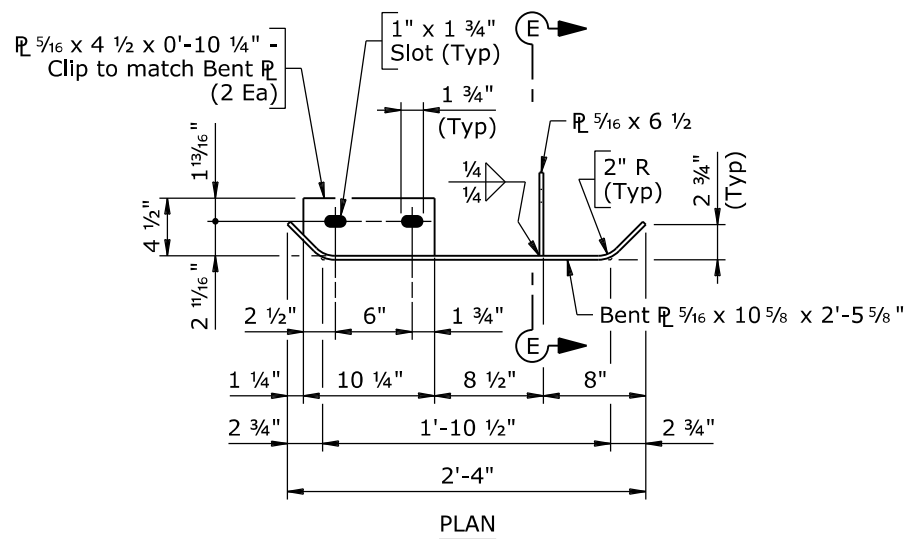 ℄ 5/16 x 4 ½ x 0'-10 ¼" -
Clip to match Bent ℄
(2 Ea)
1" x 1 ¾"
Slot (Typ)
E
1 ¾"
(Typ)
℄ 5/16 x 6 ½
¼
¼
2" R
(Typ)
2 ¾"
(Typ)
1 13/16"
4 ½"
2 11/16"
2 ½"
6"
1 ¾"
Bent ℄ 5/16 x 10 5/8 x 2'-5 5/8"
E
1 ¼"
10 ¼"
8 ½"
8"
2 ¾"
1'-10 ½"
2 ¾"
2'-4"
PLAN